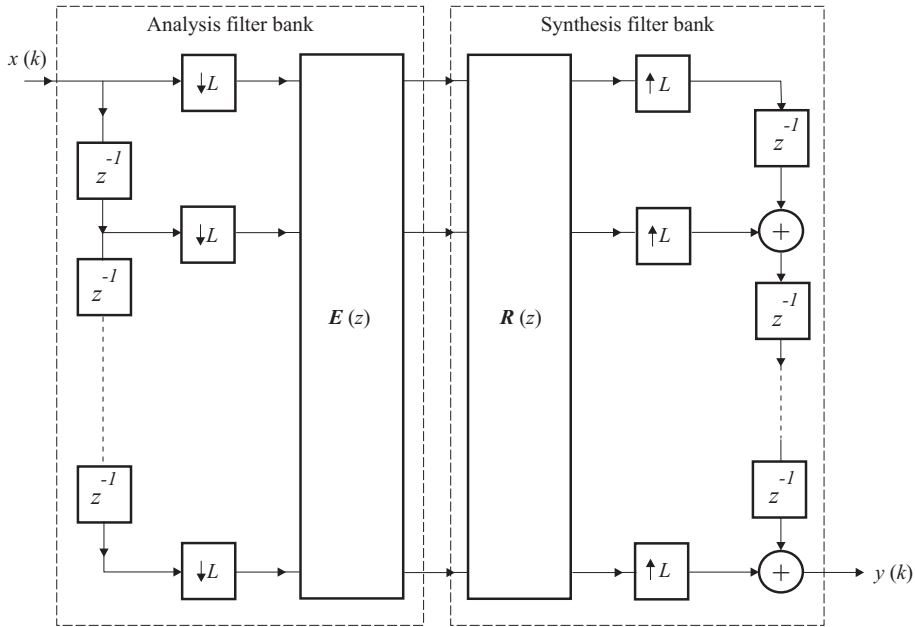 Analysis filter bank
Synthesis filter bank
x (k)
↓L
↑L
z^-1
z^-1
↓L
↑L
+
z^-1
z^-1
E (z)
R (z)
z^-1
z^-1
↓L
↑L
+
y (k)